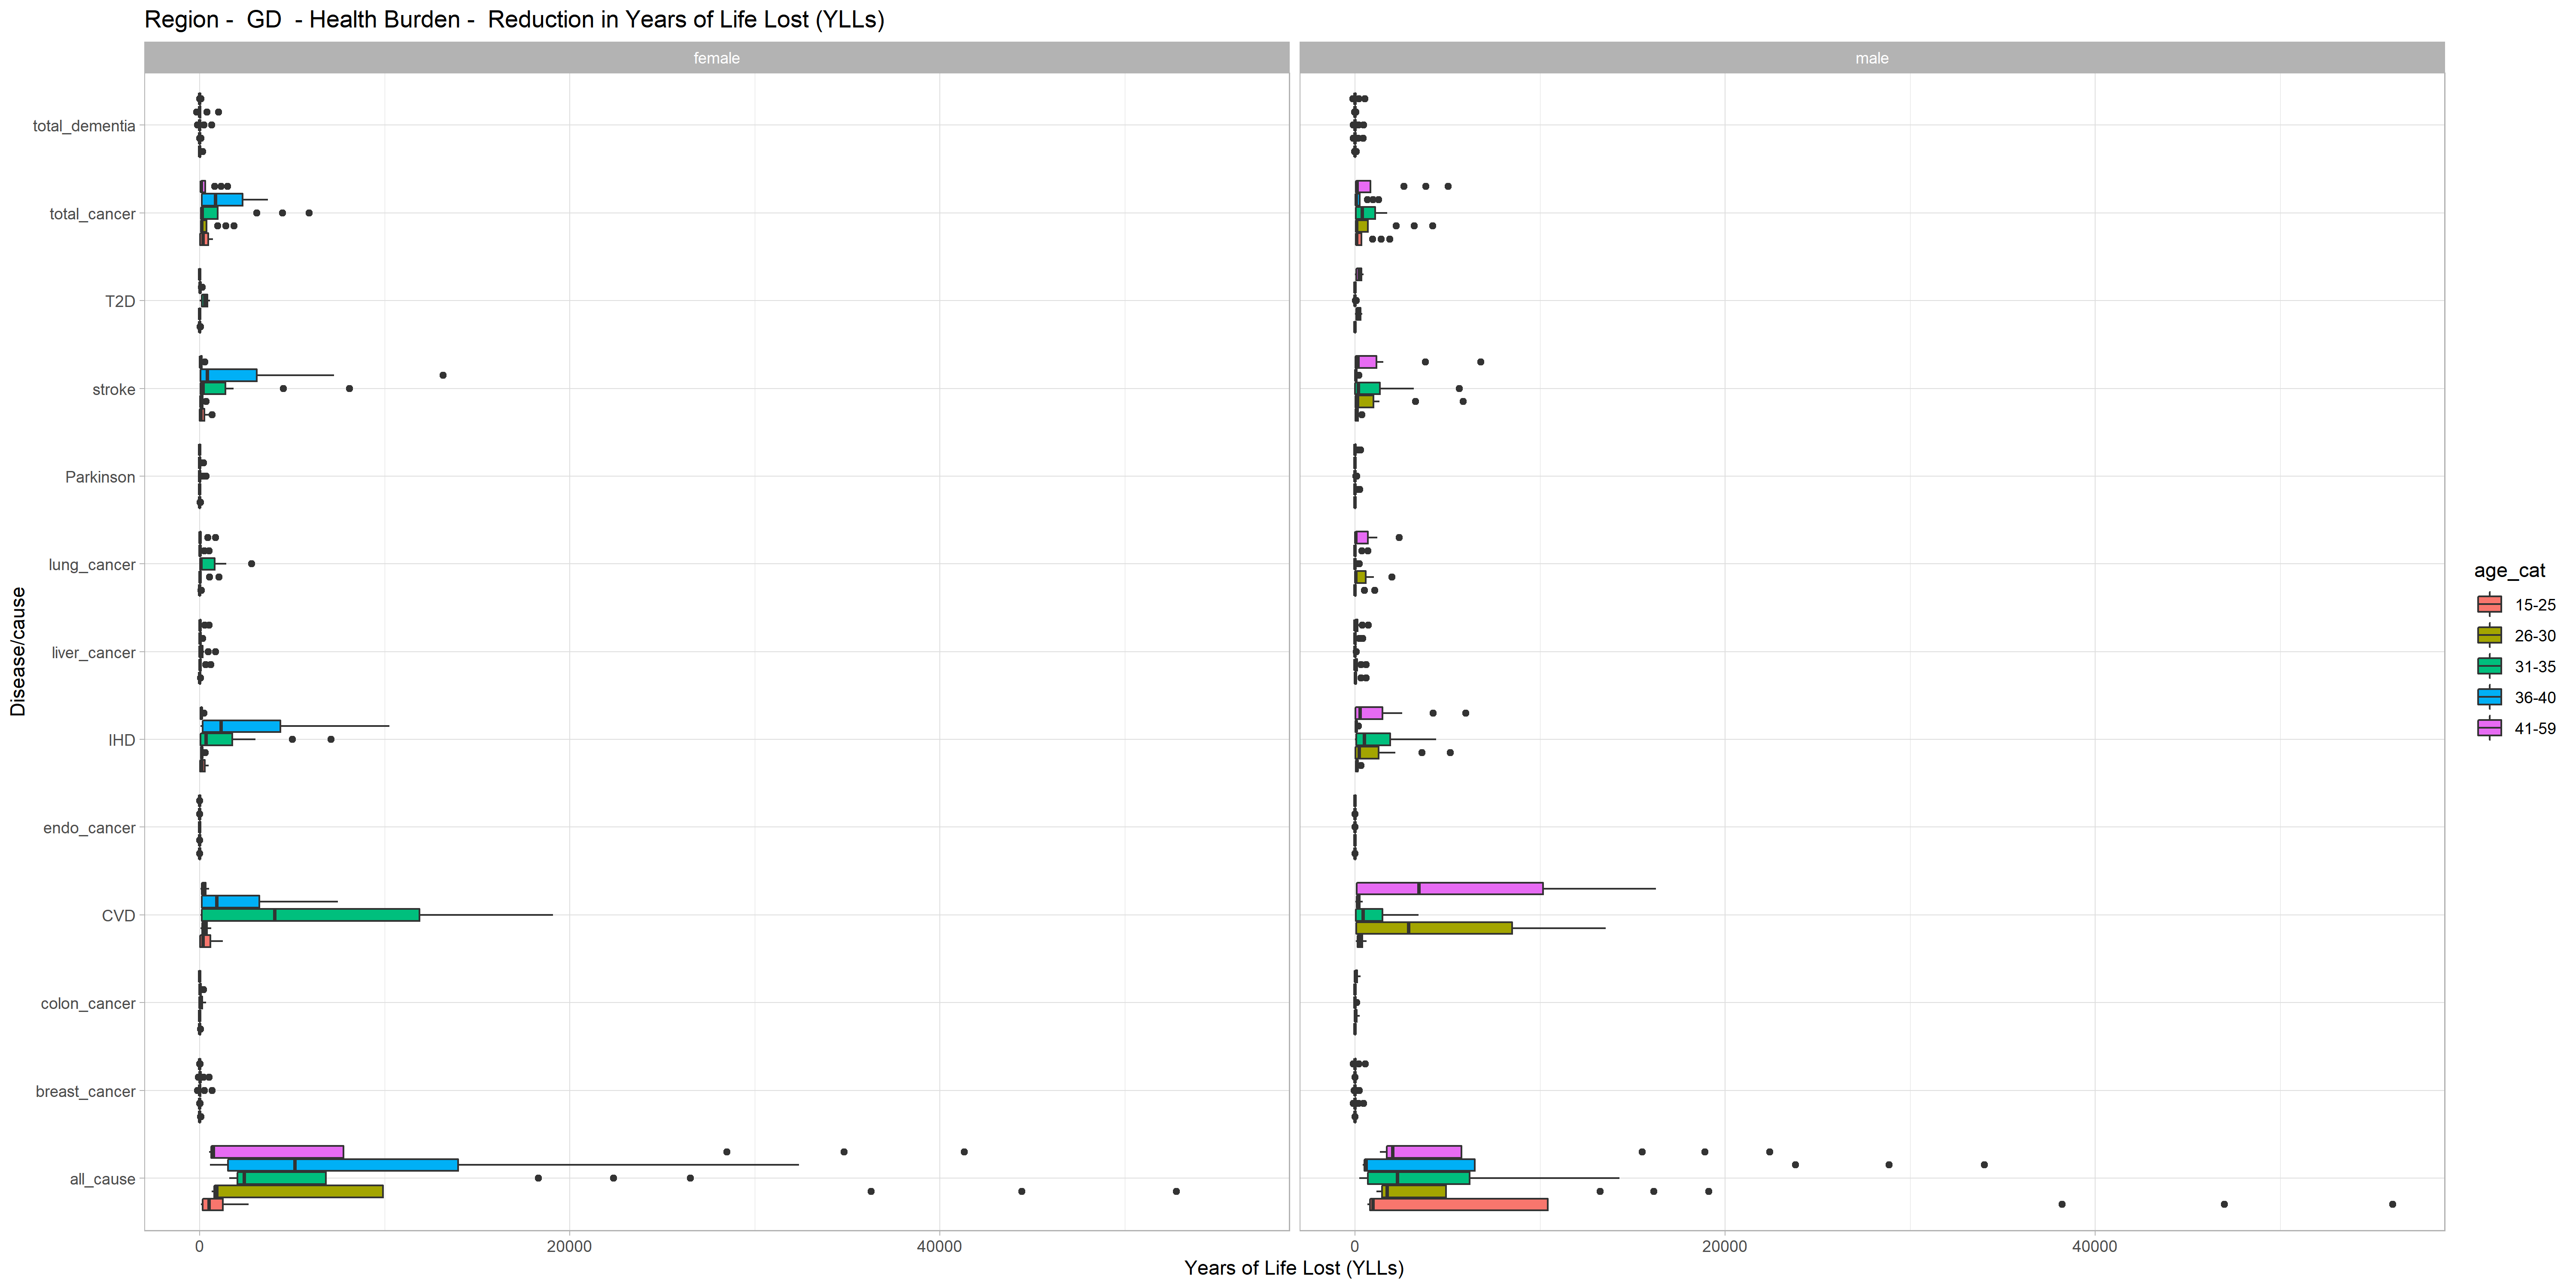 Region -  GD  - Health Burden -  Reduction in Years of Life Lost (YLLs)
female
male
Disease/cause
total_dementia
total_cancer
T2D
stroke
Parkinson
lung_cancer
liver_cancer
IHD
endo_cancer
CVD
colon_cancer
breast_cancer
all_cause
0
20000
40000
0
20000
40000
Years of Life Lost (YLLs)
age_cat
15-25
26-30
31-35
36-40
41-59